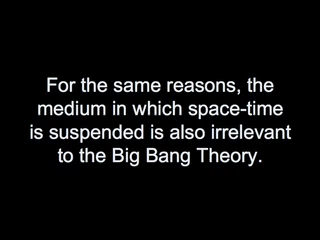 For the same reasons, the
medium in which space-time
is suspended is also irrelevant
to the Big Bang Theory.